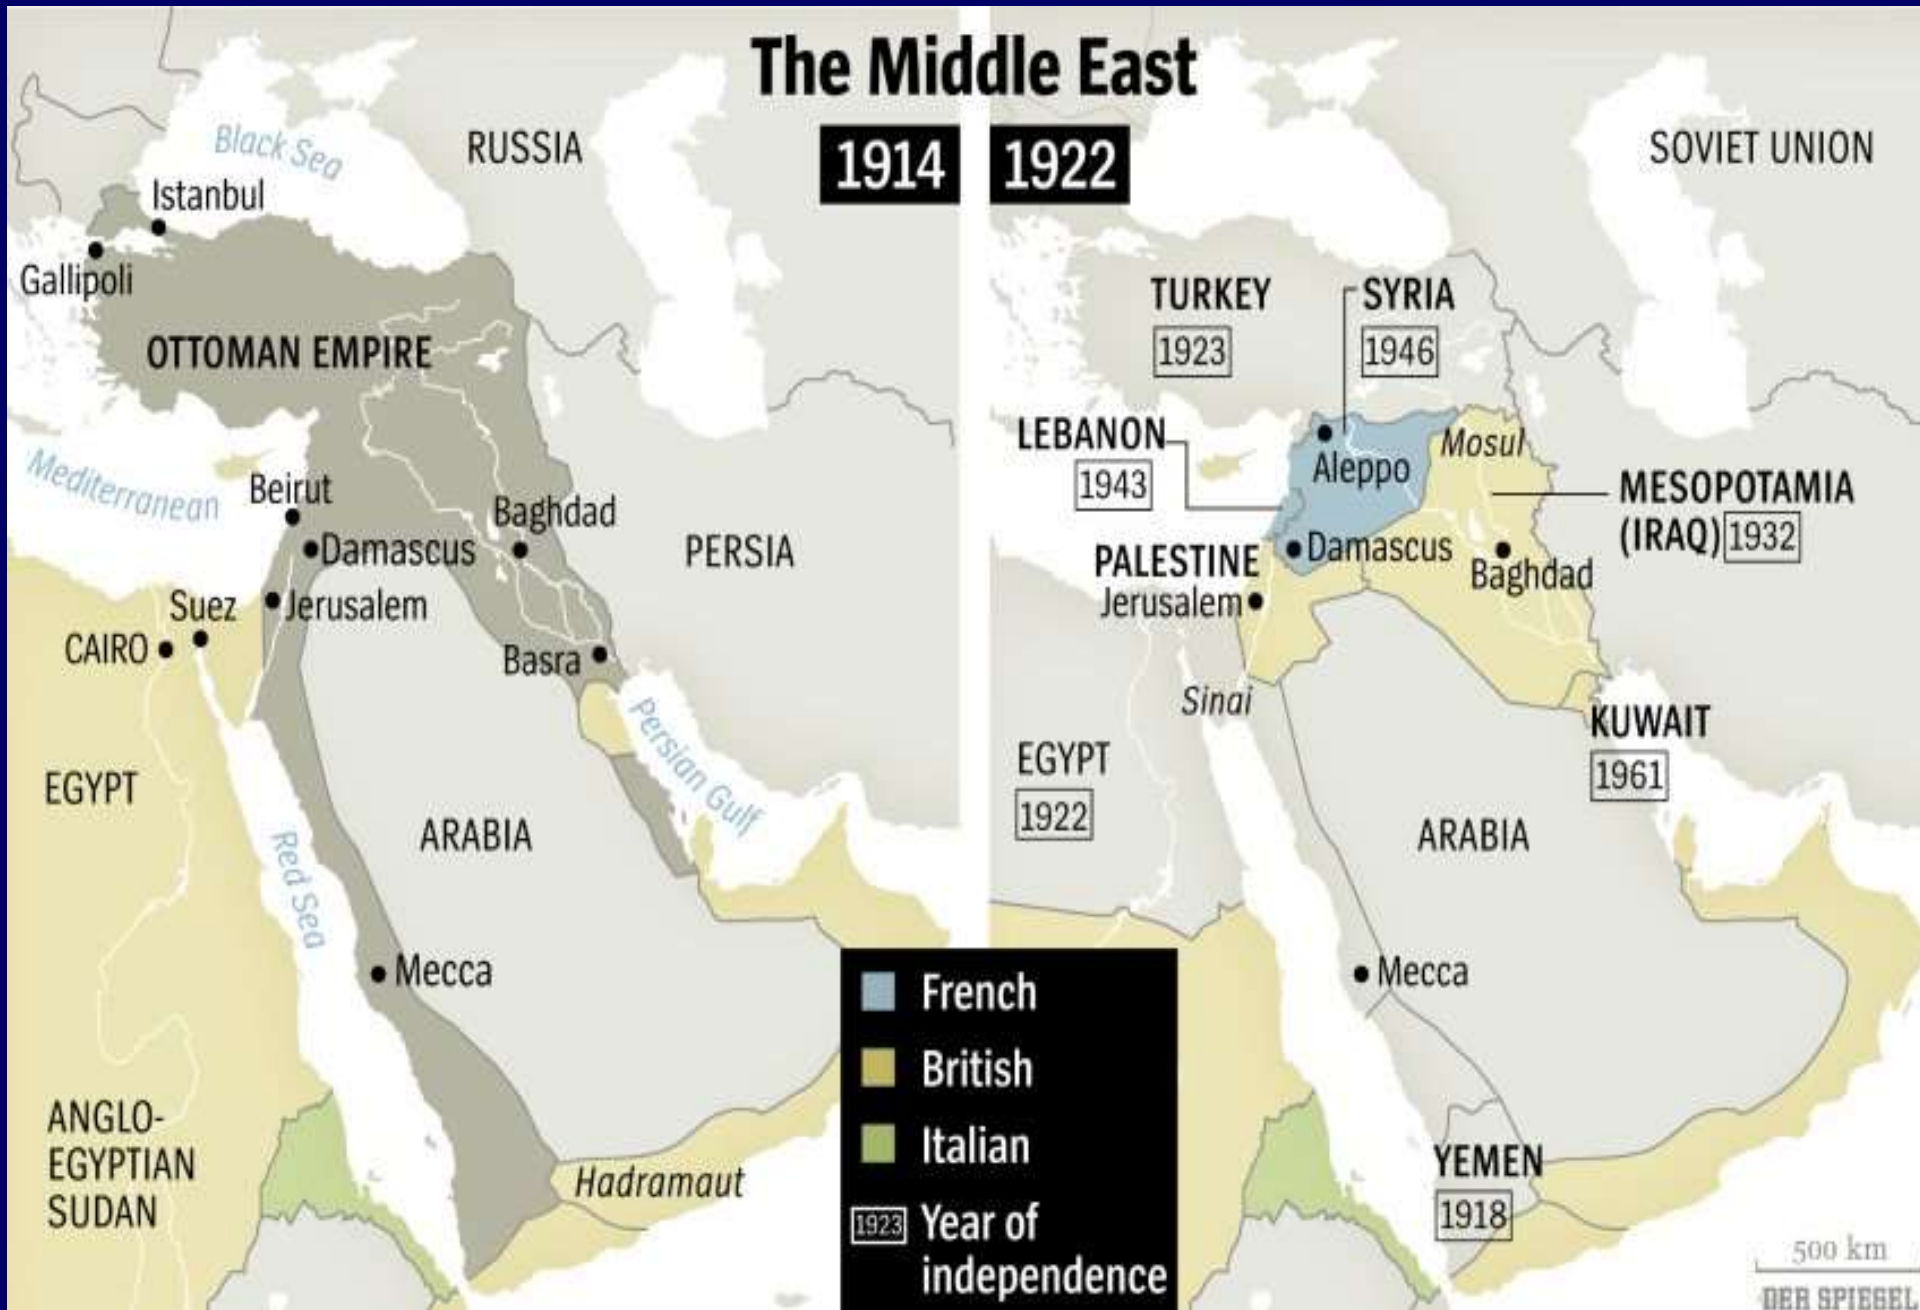 The Middle East
1914
1922
Black Sea
RUSSIA
Istanbul
Gallipoli
OTTOMAN EMPIRE
Mediterranean
Beirut
Baghdad
Damascus
PERSIA
Suez
Jerusalem
CAIRO
Basra
Persian Gulf
EGYPT
ARABIA
Red Sea
Mecca
ANGLO-
EGYPTIAN
SUDAN
Hadramaut
SOVIET UNION
TURKEY
1923
SYRIA
1946
LEBANON
1943
Aleppo
Mosul
MESOPOTAMIA
(IRAQ) 1932
PALESTINE
Damascus
Baghdad
Jerusalem
Sinai
KUWAIT
1961
EGYPT
1922
ARABIA
Mecca
YEMEN
1918
French
British
Italian
1923 Year of
independence
500 km
DER SPIEGEL